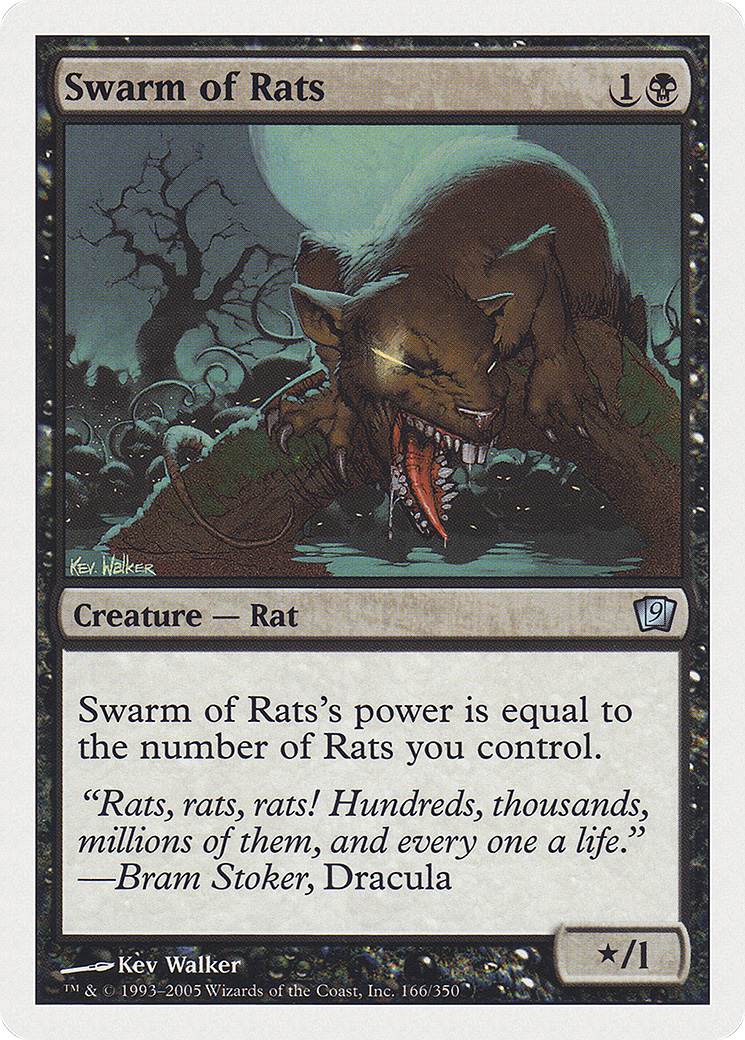 Swarm of Rats 1
Kev. Walker
Creature — Rat 9
Swarm of Rats's power is equal to
the number of Rats you control.
“Rats, rats, rats! Hundreds, thousands,
millions of them, and every one a life.”
—Bram Stoker, Dracula
★/1
Kev Walker
™ & © 1993–2005 Wizards of the Coast, Inc. 166/350